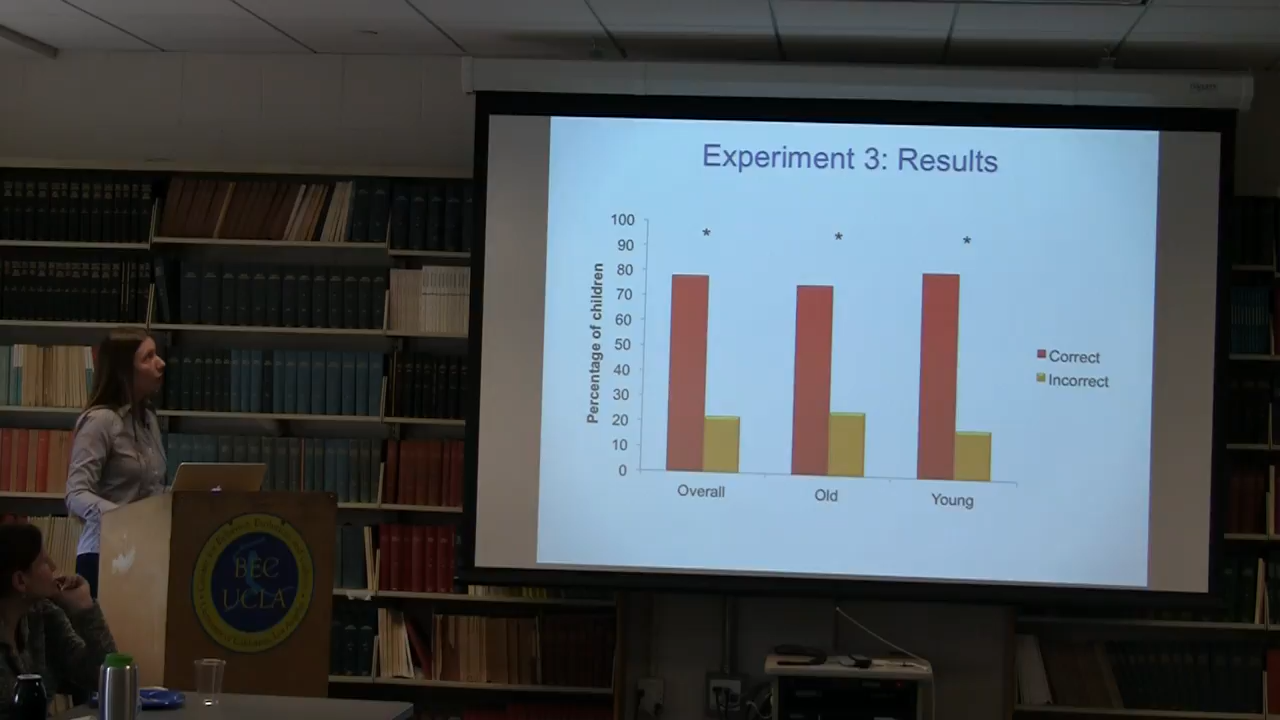 Experiment 3: Results
100
90
80
70
60
50
40
30
20
10
0
Percentage of children
*
*
*
Overall
Old
Young
Correct
Incorrect
BEC
UCLA